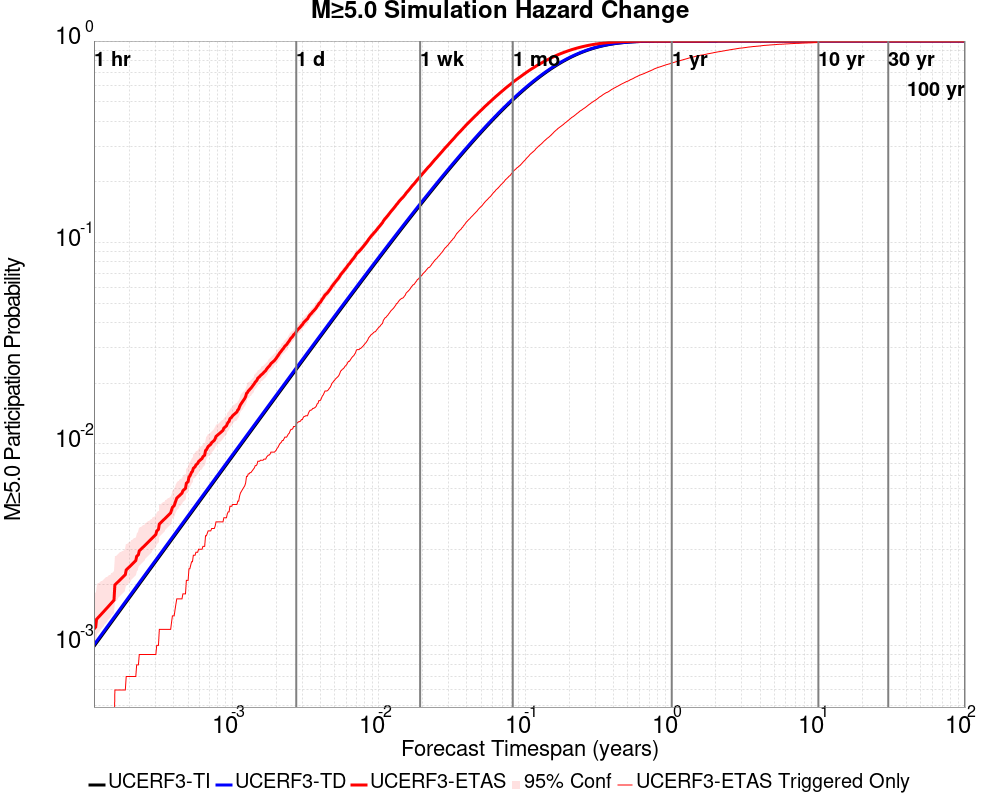 M≥5.0 Simulation Hazard Change
M≥5.0 Participation Probability
10^0
10^-1
10^-2
10^-3
1 hr
1 d
1 wk
1 mo
1 yr
10 yr
30 yr
100 yr
10^-3
10^-2
10^-1
10^0
10^1
10^2
Forecast Timespan (years)
UCERF3-TI UCERF3-TD UCERF3-ETAS 95% Conf UCERF3-ETAS Triggered Only